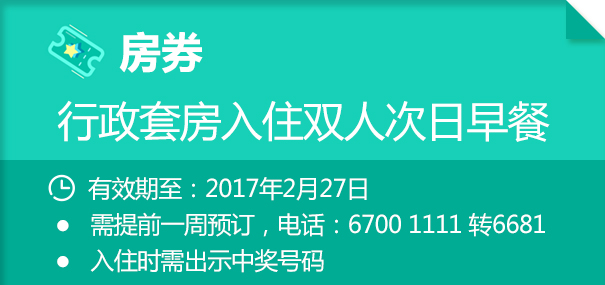 房券
行政套房入住双人次日早餐
有效期至：2017年2月27日
● 需提前一周预订，电话：6700 1111 转6681
● 入住时需出示中奖号码